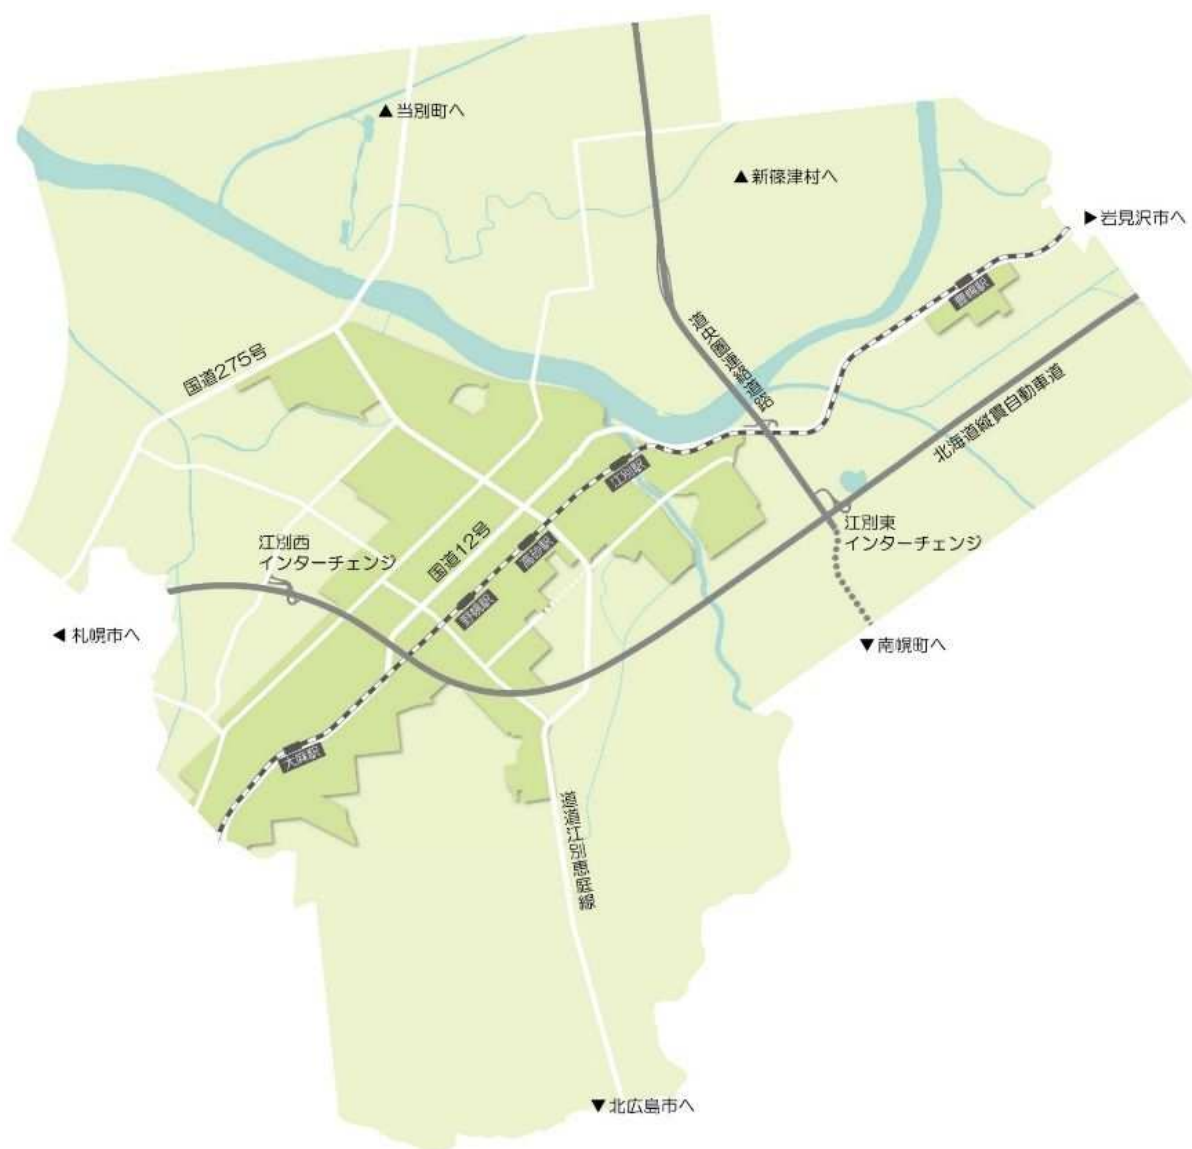 ▲当別町へ
▲新篠津村へ
▶岩見沢市へ
豊幌駅
道央圏連絡道路
国道275号
北海道縦貫自動車道
江別駅
江別東
インターチェンジ
国道12号
高砂駅
江別西
インターチェンジ
野幌駅
◀札幌市へ
▼南幌町へ
大麻駅
道道江別恵庭線
▼北広島市へ